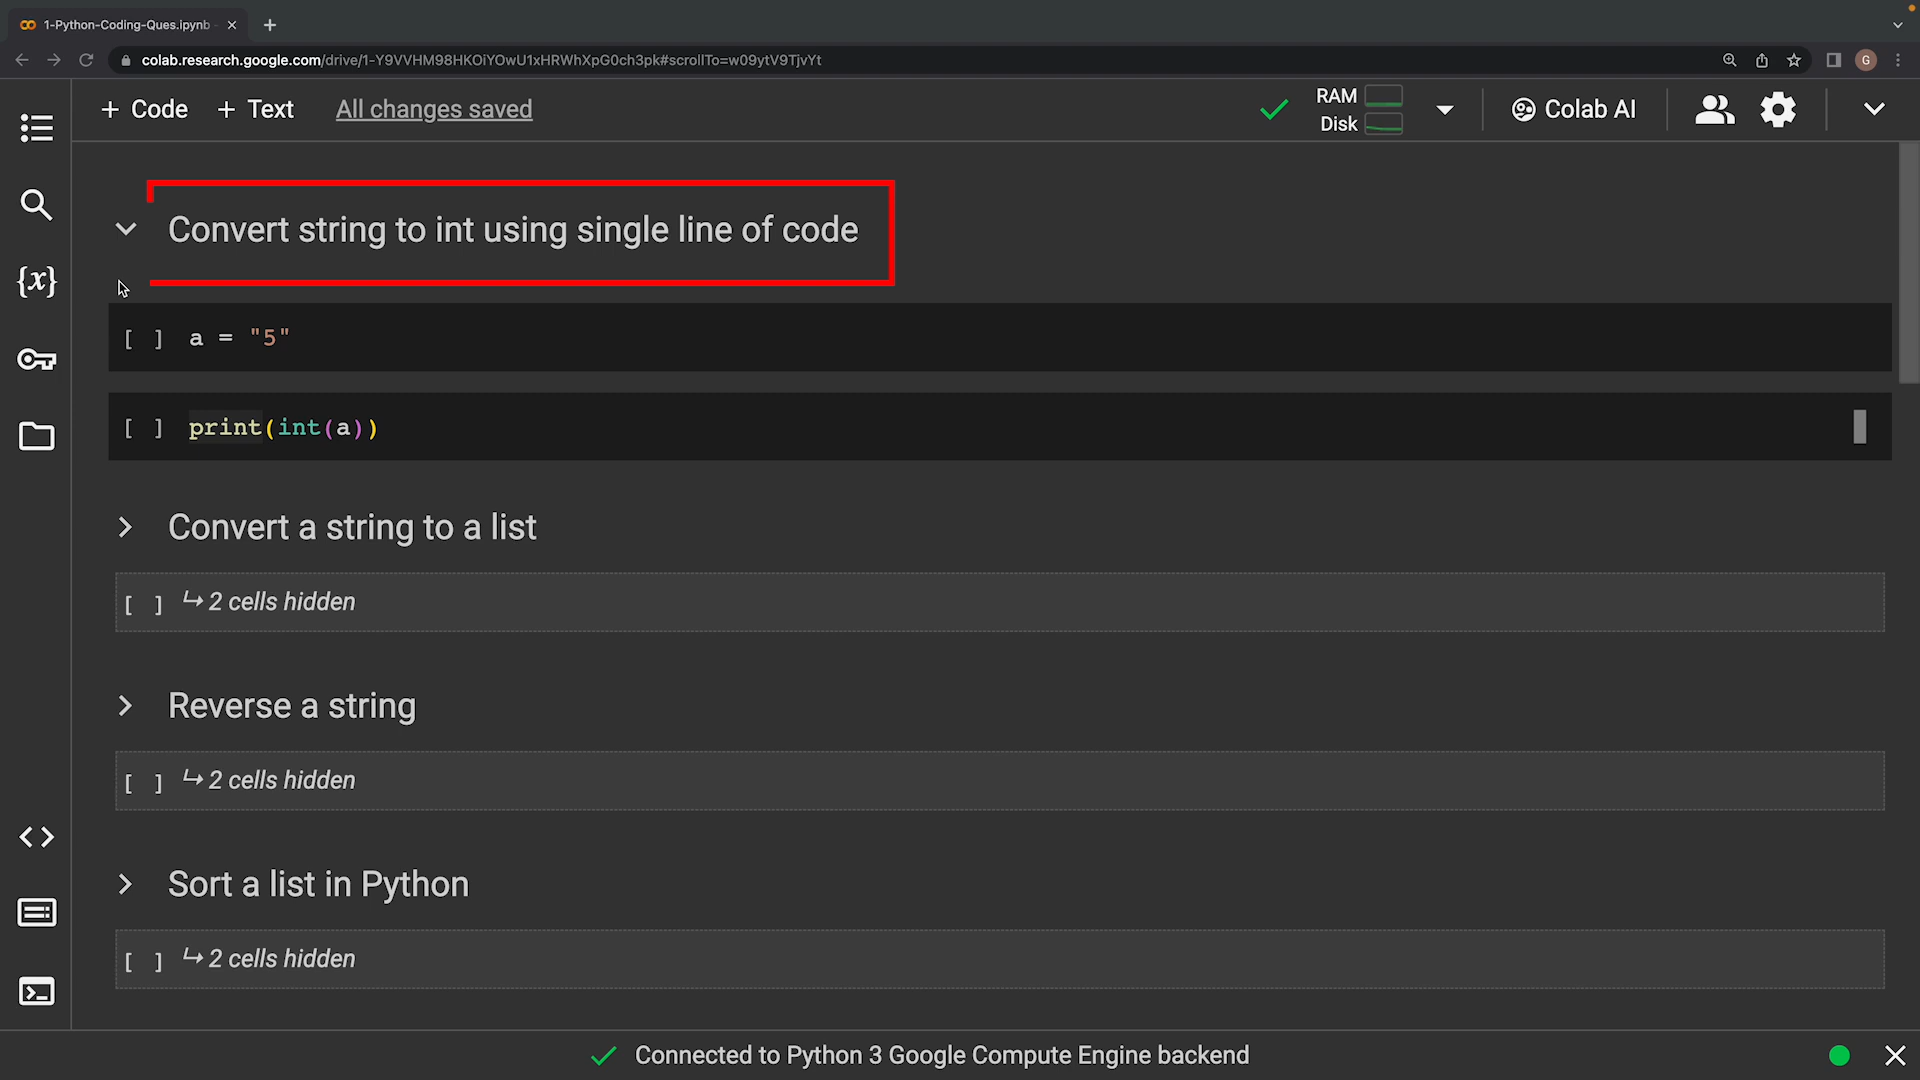 1-Python-Coding-Ques.ipynb -
colab.research.google.com/drive/1-Y9VVHM98HKOiYOwU1xHRWhXpG0ch3pk#scrollTo=w09ytV9TjvYt
G
+ Code + Text All changes saved
RAM
Disk
Colab AI
{x}
Convert string to int using single line of code
[ ] a = "5"
[ ] print(int(a))
Convert a string to a list
[ ] ↳ 2 cells hidden
Reverse a string
[ ] ↳ 2 cells hidden
Sort a list in Python
[ ] ↳ 2 cells hidden
Connected to Python 3 Google Compute Engine backend